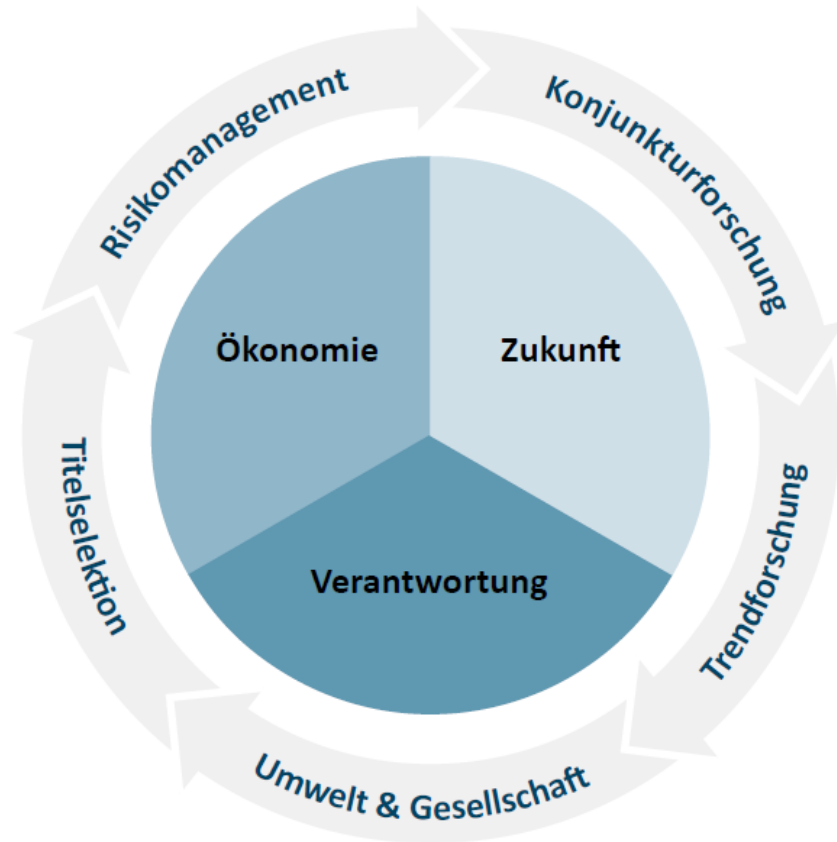 Risikomanagement
Konjunkturforschung
Ökonomie
Zukunft
Titelselektion
Trendforschung
Verantwortung
Umwelt & Gesellschaft